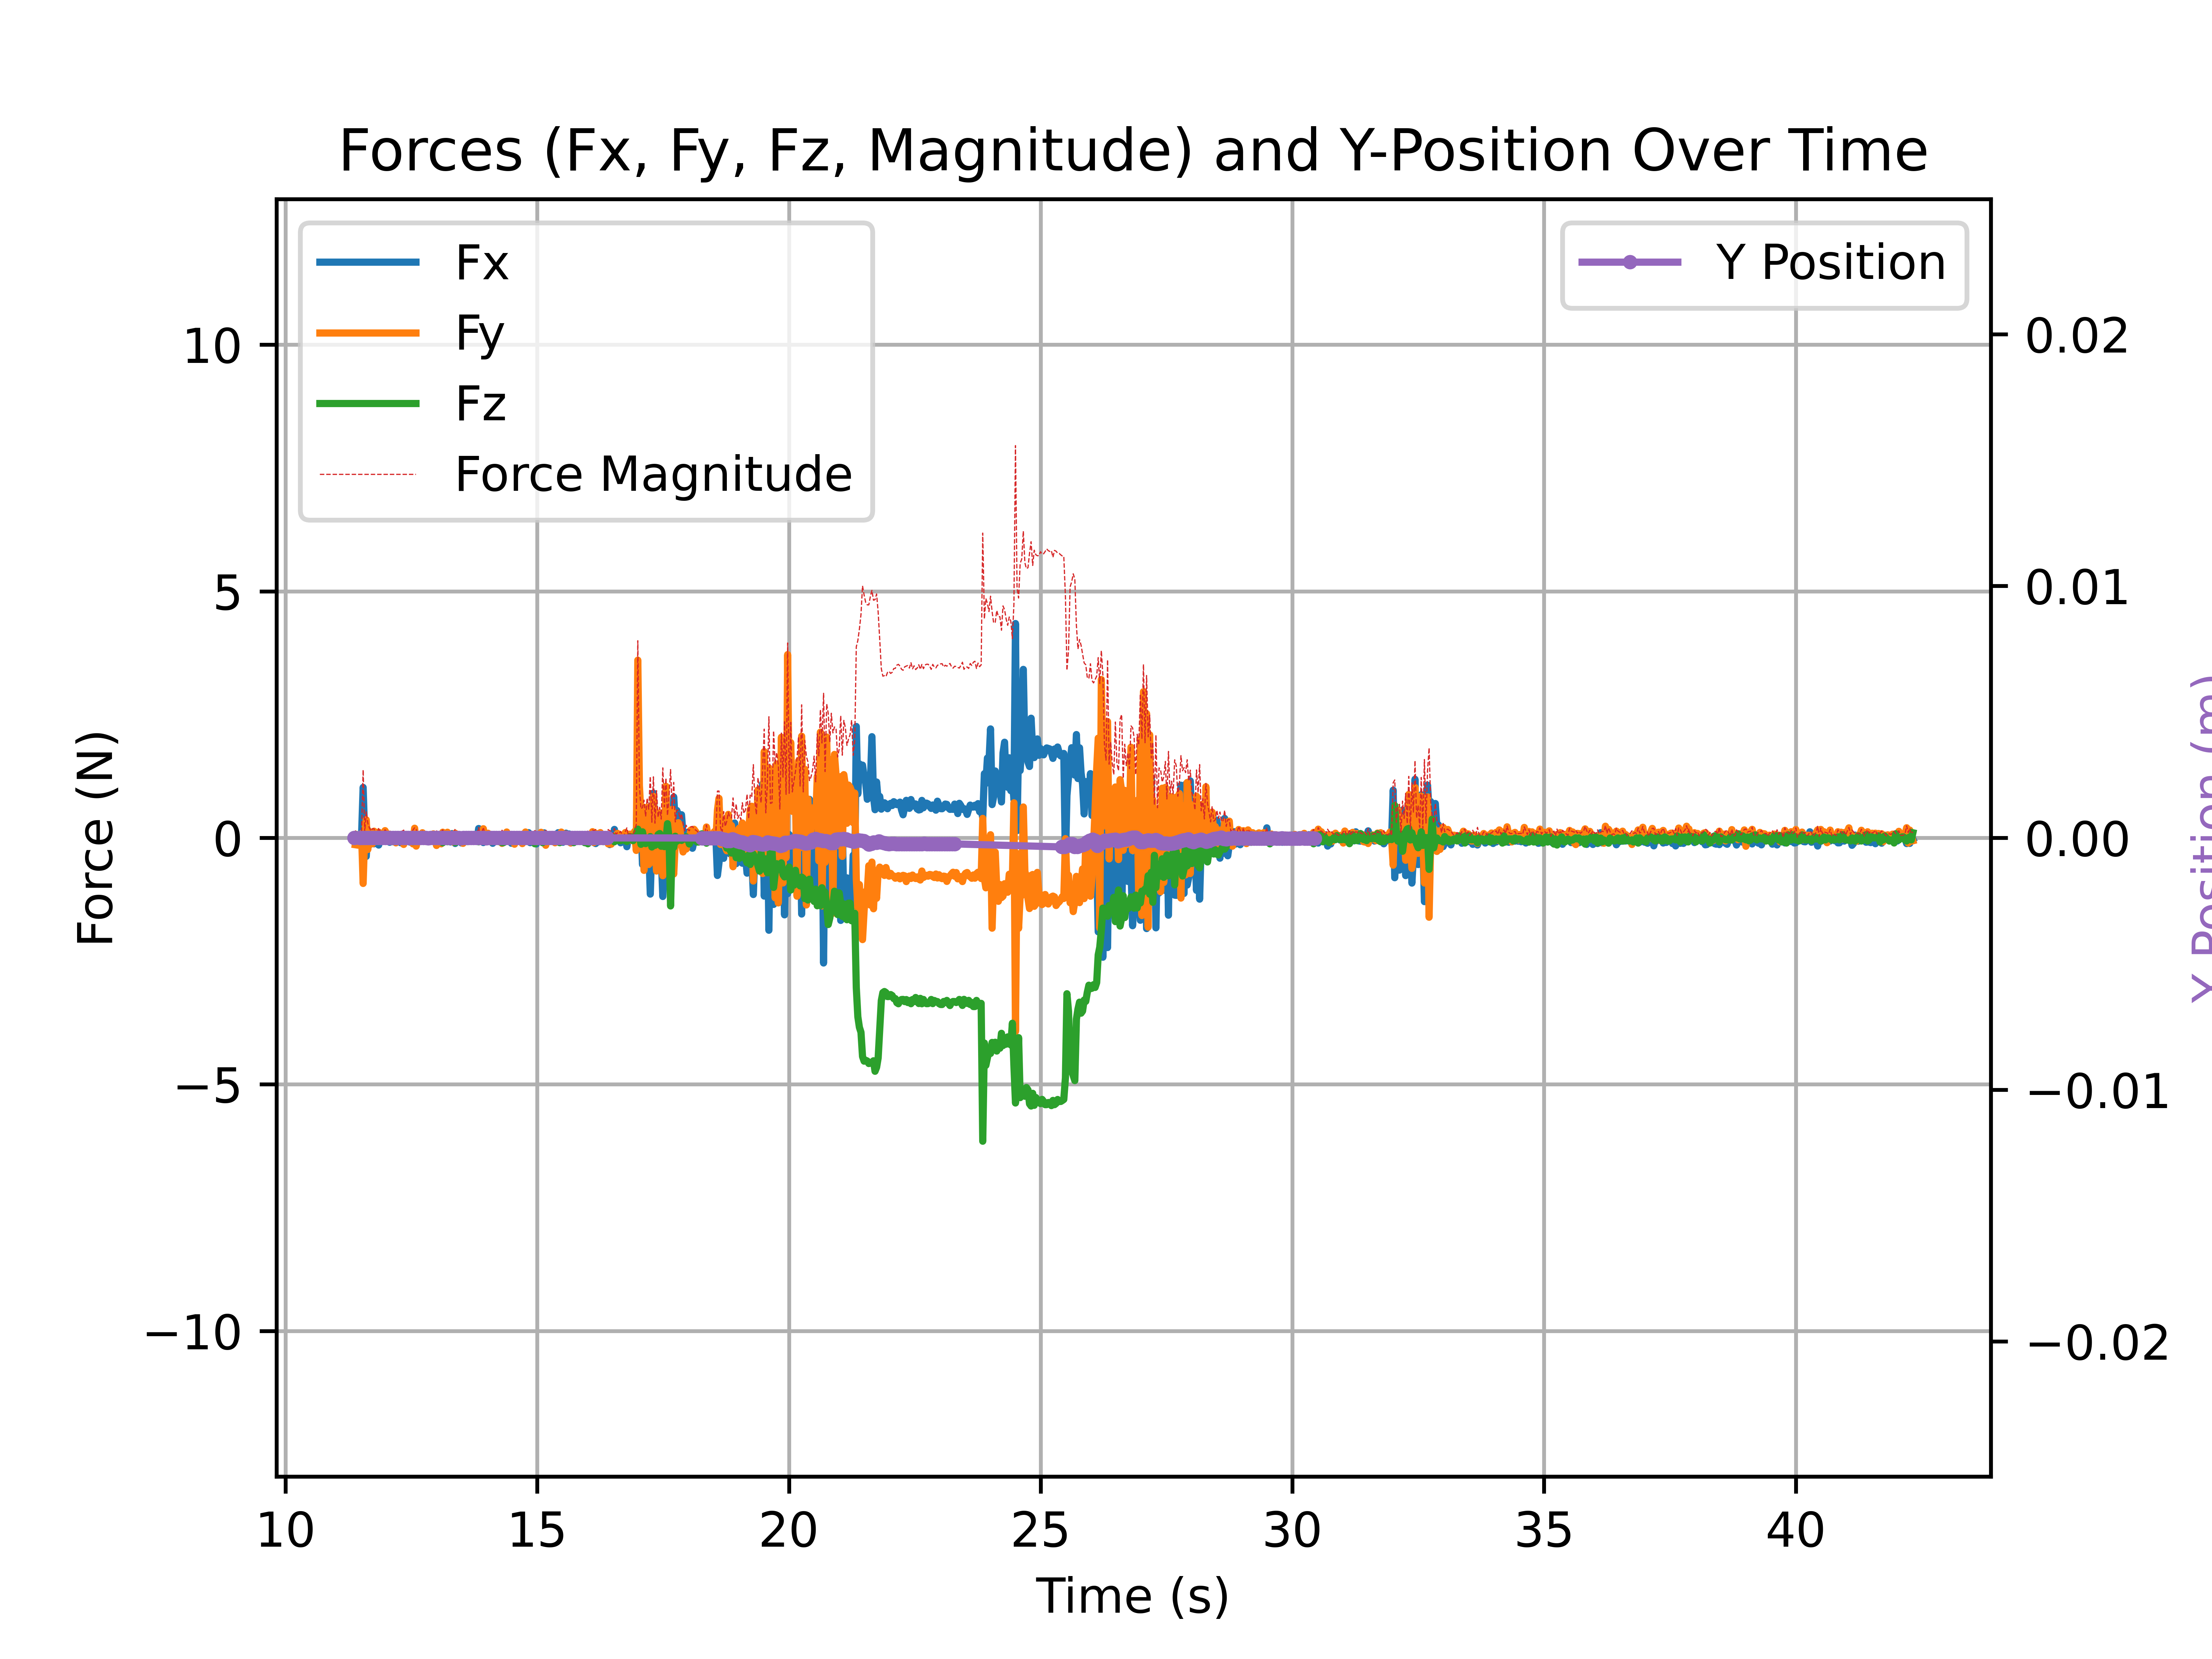 Forces (Fx, Fy, Fz, Magnitude) and Y-Position Over Time
Fx
Fy
Fz
Force Magnitude
Y Position
10
5
0
−5
−10
Force (N)
0.02
0.01
0.00
−0.01
−0.02
Y Position (m)
10 15 20 25 30 35 40
Time (s)